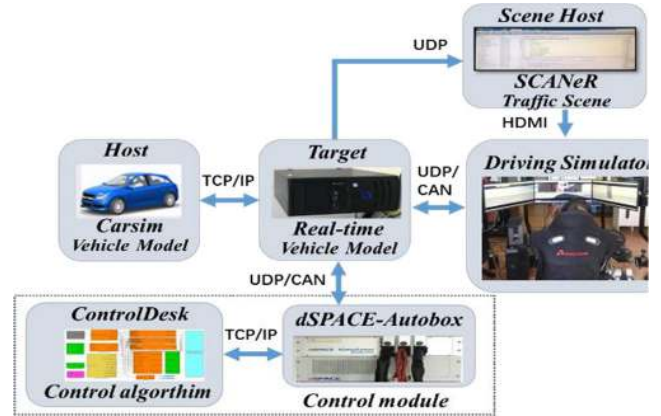 Scene Host
UDP
SCANeR
Traffic Scene
HDMI
Host
Target
Driving Simulator
TCP/IP
UDP/
CAN
Carsim
Vehicle Model
Real-time
Vehicle Model
UDP/CAN
ControlDesk
dSPACE-Autobox
TCP/IP
Control algorthim
Control module